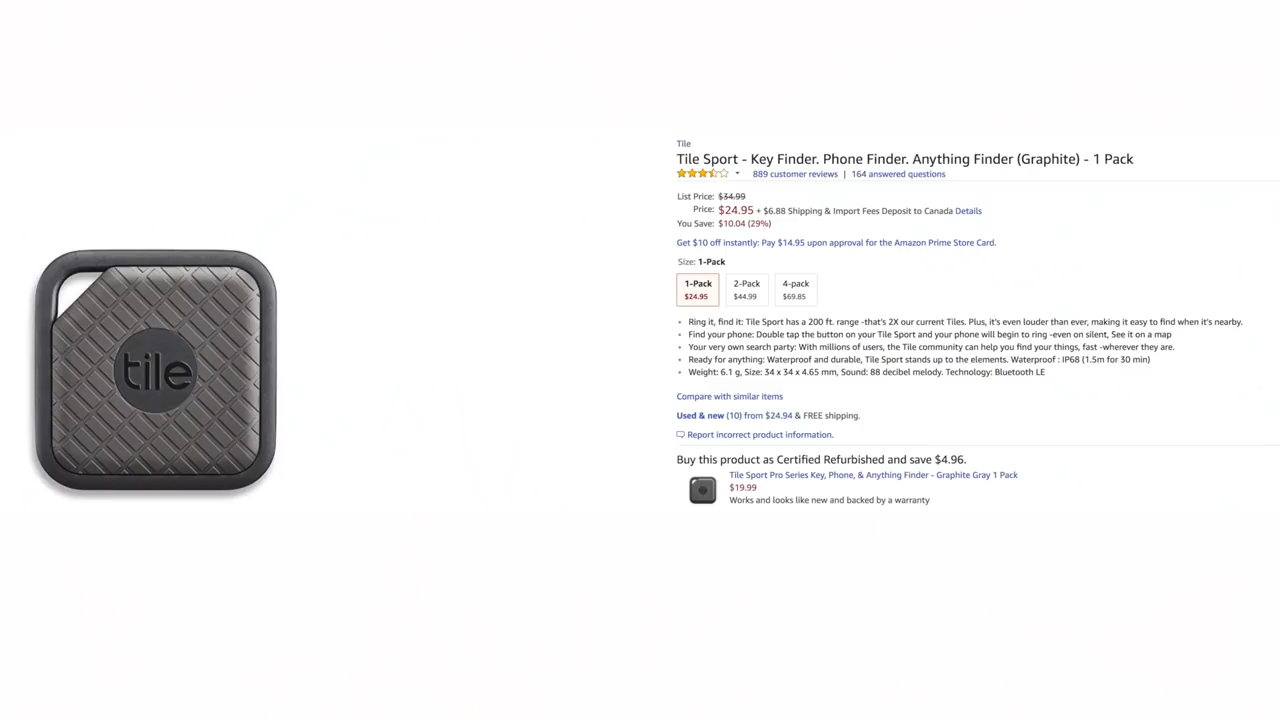 tile
Tile
Tile Sport - Key Finder. Phone Finder. Anything Finder (Graphite) - 1 Pack
889 customer reviews | 164 answered questions
List Price: $34.99
Price: $24.95 + $6.88 Shipping & Import Fees Deposit to Canada Details
You Save: $10.04 (29%)
Get $10 off instantly: Pay $14.95 upon approval for the Amazon Prime Store Card.
Size: 1-Pack
1-Pack 2-Pack 4-pack
$24.95 $44.99 $69.85
• Ring it, find it: Tile Sport has a 200 ft. range -that's 2X our current Tiles. Plus, it's even louder than ever, making it easy to find when it's nearby.
• Find your phone: Double tap the button on your Tile Sport and your phone will begin to ring -even on silent, See it on a map
• Your very own search party: With millions of users, the Tile community can help you find your things, fast -wherever they are.
• Ready for anything: Waterproof and durable, Tile Sport stands up to the elements. Waterproof : IP68 (1.5m for 30 min)
• Weight: 6.1 g, Size: 34 x 34 x 4.65 mm, Sound: 88 decibel melody. Technology: Bluetooth LE
Compare with similar items
Used & new (10) from $24.94 & FREE shipping.
Report incorrect product information.
Buy this product as Certified Refurbished and save $4.96.
Tile Sport Pro Series Key, Phone, & Anything Finder - Graphite Gray 1 Pack
$19.99
Works and looks like new and backed by a warranty